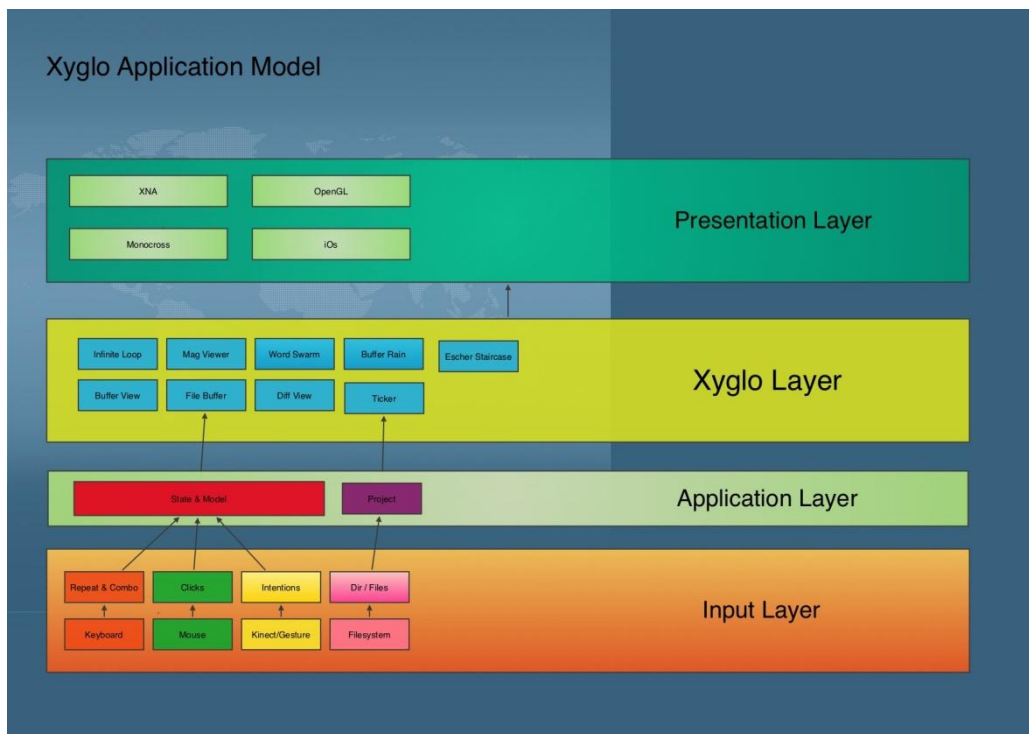 Xyglo Application Model
XNA
OpenGL
Presentation Layer
Monocross
iOs
Infinite Loop
Mag Viewer
Word Swarm
Buffer Rain
Escher Staircase
Xyglo Layer
Buffer View
File Buffer
Diff View
Ticker
State & Model
Project
Application Layer
Repeat & Combo
Clicks
Intentions
Dir / Files
Input Layer
Keyboard
Mouse
Kinect/Gesture
Filesystem